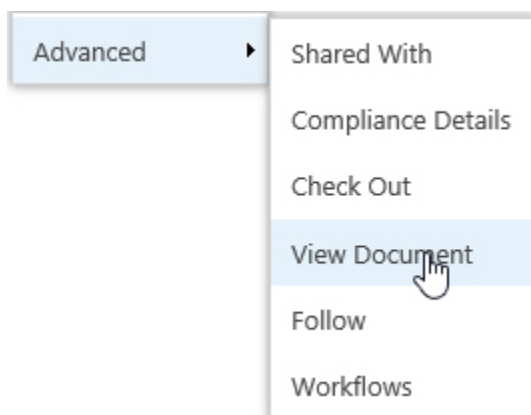 Advanced
Shared With
Compliance Details
Check Out
View Document
Follow
Workflows